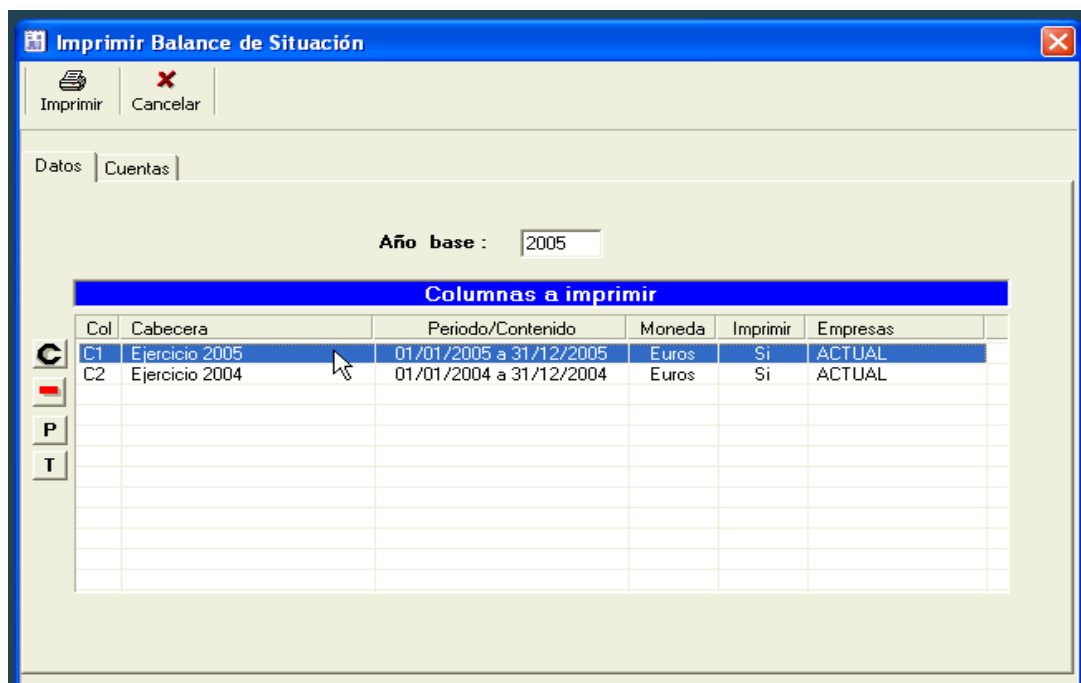 Imprimir Balance de Situación
Imprimir Cancelar
Datos Cuentas
Año base : 2005
Columnas a imprimir
Col Cabecera Periodo/Contenido Moneda Imprimir Empresas
C C1 Ejercicio 2005 01/01/2005 a 31/12/2005 Euros Si ACTUAL
C2 Ejercicio 2004 01/01/2004 a 31/12/2004 Euros Si ACTUAL
P
T